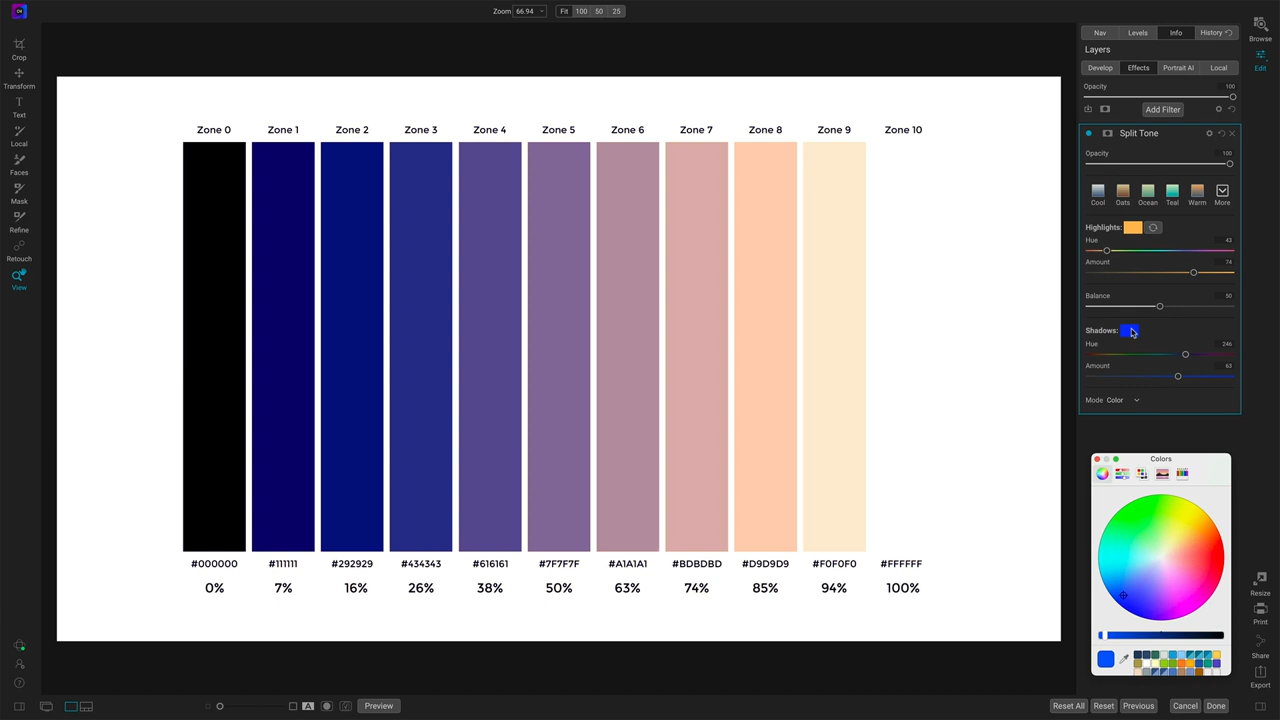 Zoom 66.94 Fit 100 50 25
Nav Levels Info History
Browse
Layers
Edit
Crop
Develop Effects Portrait AI Local
Transform
Opacity 100
Text
Add Filter
Local
Faces
Mask
Refine
Retouch
View
Zone 0 Zone 1 Zone 2 Zone 3 Zone 4 Zone 5 Zone 6 Zone 7 Zone 8 Zone 9 Zone 10
#000000 #111111 #292929 #434343 #616161 #7F7F7F #A1A1A1 #BDBDBD #D9D9D9 #F0F0F0 #FFFFFF
0% 7% 16% 26% 38% 50% 63% 74% 85% 94% 100%
Split Tone
Opacity 100
Cool Oats Ocean Teal Warm More
Highlights:
Hue 43
Amount 74
Balance 50
Shadows:
Hue 246
Amount 63
Mode Color
Colors
Resize
Print
Share
Export
A Preview
Reset All Reset Previous Cancel Done